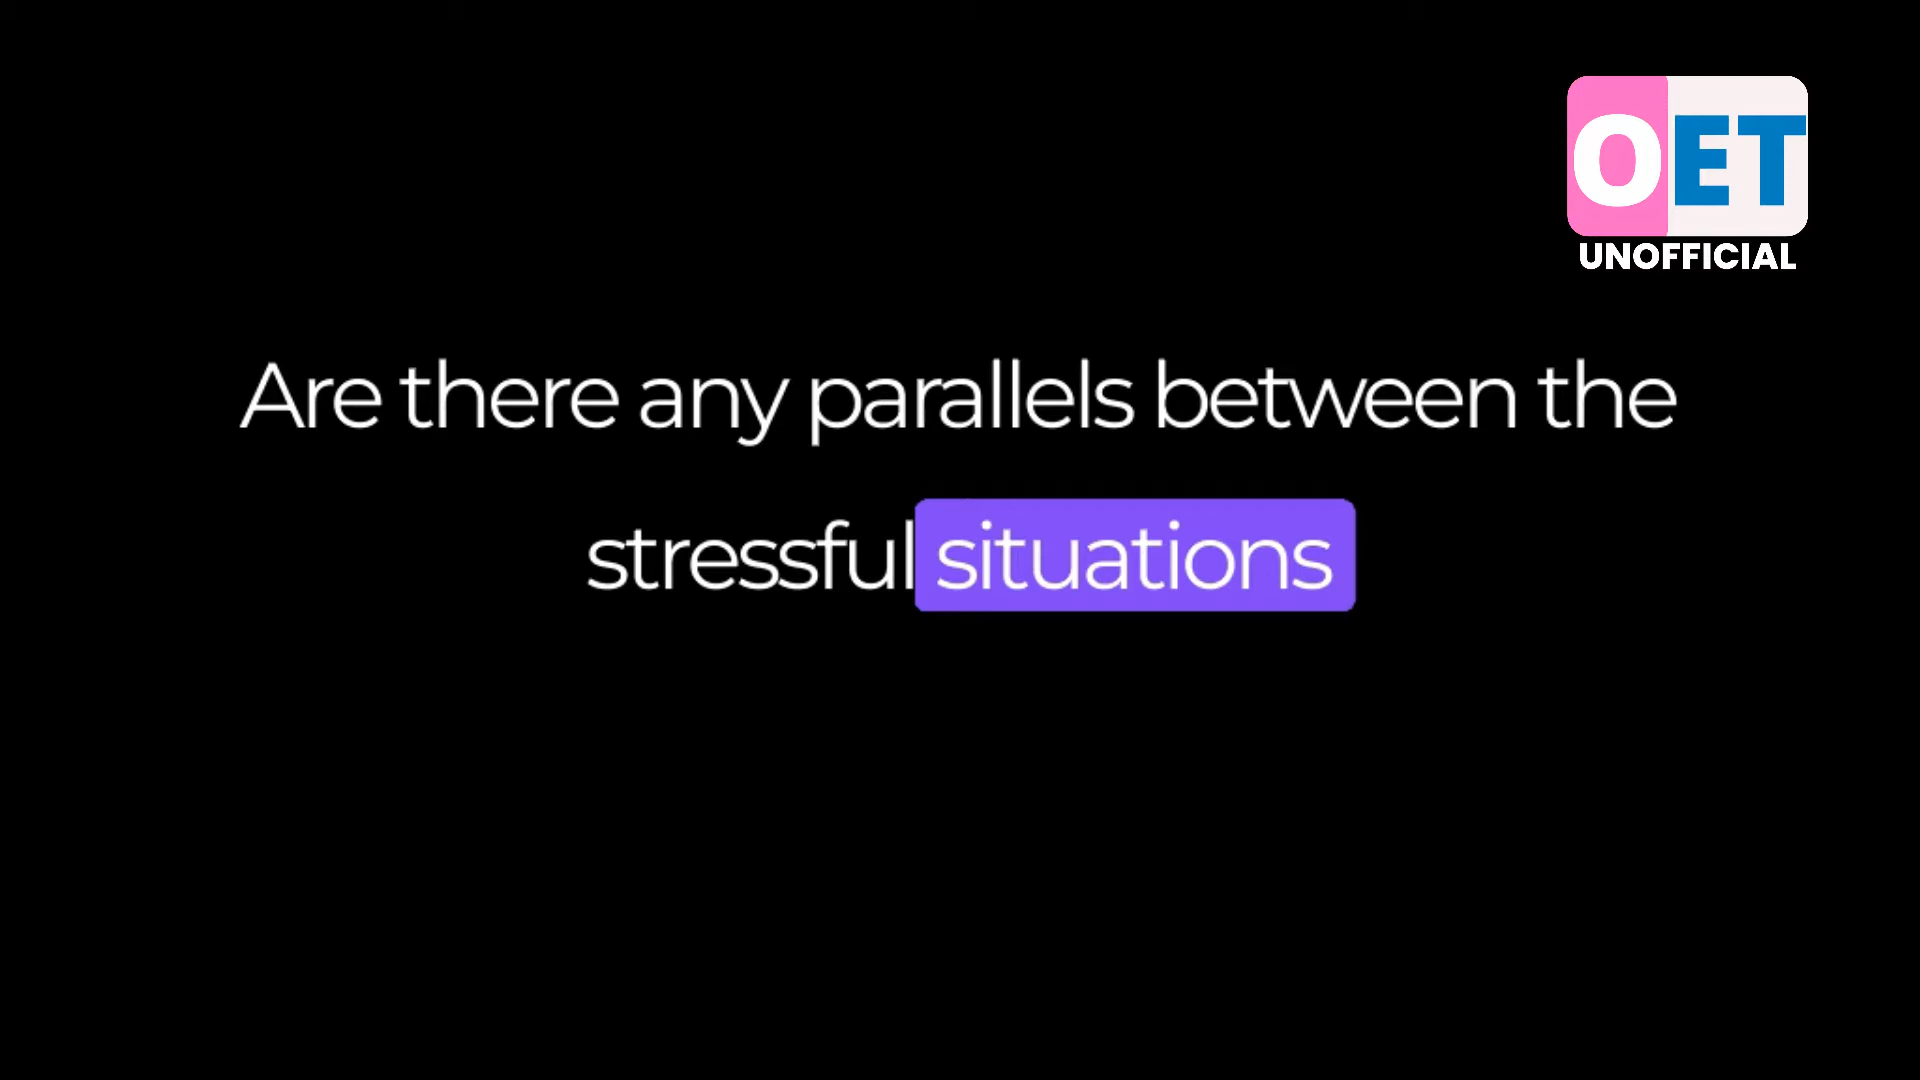 OET
UNOFFICIAL
Are there any parallels between the
stressful situations